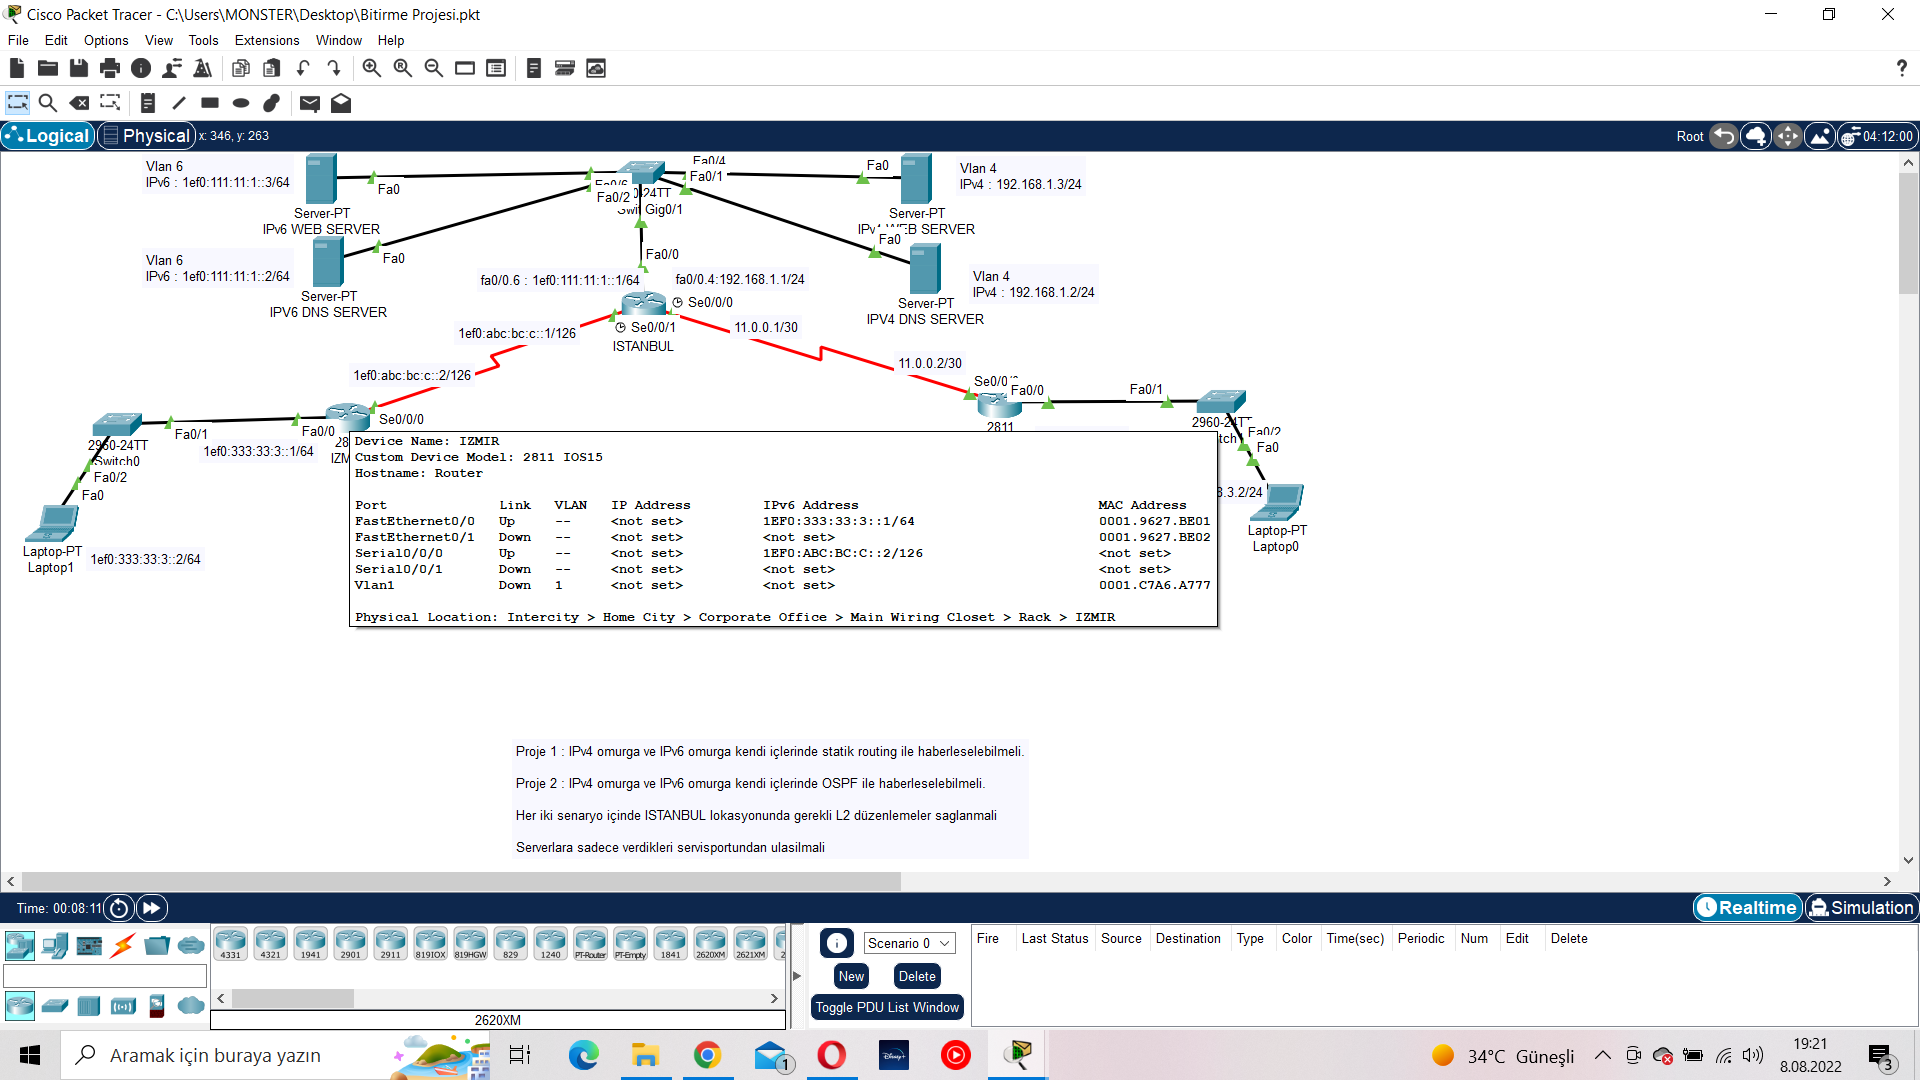 Cisco Packet Tracer - C:\Users\MONSTER\Desktop\Bitirme Projesi.pkt
File Edit Options View Tools Extensions Window Help
?
Logical Physical x: 346, y: 263 Root 04:12:00
Vlan 6
IPv6 : 1ef0:111:11:1::3/64
Fa0
Server-PT
IPv6 WEB SERVER
Vlan 6
IPv6 : 1ef0:111:11:1::2/64
Fa0
Server-PT
IPV6 DNS SERVER
Fa0/4
Fa0/1
Fa0/2
Gig0/1
Fa0
Vlan 4
IPv4 : 192.168.1.3/24
Server-PT
WEB SERVER
Fa0
Vlan 4
IPv4 : 192.168.1.2/24
Server-PT
IPV4 DNS SERVER
Fa0/0
fa0/0.6 : 1ef0:111:11:1::1/64
fa0/0.4:192.168.1.1/24
Se0/0/0
Se0/0/1
ISTANBUL
1ef0:abc:bc:c::1/126
11.0.0.1/30
1ef0:abc:bc:c::2/126
11.0.0.2/30
Se0/0/0
Fa0/0
Fa0/1
2811
2960-24TT
Fa0/2
Fa0
Laptop-PT
Laptop0
Fa0/1
Fa0/0
Se0/0/0
2960-24TT
Switch0
1ef0:333:33:3::1/64
Fa0/2
Fa0
Laptop-PT
Laptop1
1ef0:333:33:3::2/64
Device Name: IZMIR
Custom Device Model: 2811 IOS15
Hostname: Router
Port Link VLAN IP Address IPv6 Address MAC Address
FastEthernet0/0 Up -- <not set> 1EF0:333:33:3::1/64 0001.9627.BE01
FastEthernet0/1 Down -- <not set> <not set> 0001.9627.BE02
Serial0/0/0 Up -- <not set> 1EF0:ABC:BC:C::2/126 <not set>
Serial0/0/1 Down -- <not set> <not set> <not set>
Vlan1 Down 1 <not set> <not set> 0001.C7A6.A777
Physical Location: Intercity > Home City > Corporate Office > Main Wiring Closet > Rack > IZMIR
Proje 1 : IPv4 omurga ve IPv6 omurga kendi içlerinde statik routing ile haberleselebilmeli.
Proje 2 : IPv4 omurga ve IPv6 omurga kendi içlerinde OSPF ile haberleselebilmeli.
Her iki senaryo içinde ISTANBUL lokasyonunda gerekli L2 düzenlemeler saglanmali
Serverlara sadece verdikleri servisportundan ulasilmali
Time: 00:08:11 Realtime Simulation
4331 4321 1941 2901 2911 819IOX 819HGW 829 1240 PT-Router PT-Empty 1841 2620XM 2621XM
2620XM
Scenario 0
New Delete
Toggle PDU List Window
Fire Last Status Source Destination Type Color Time(sec) Periodic Num Edit Delete
Aramak için buraya yazın
1
Disney+
34°C Güneşli
19:21
8.08.2022
3